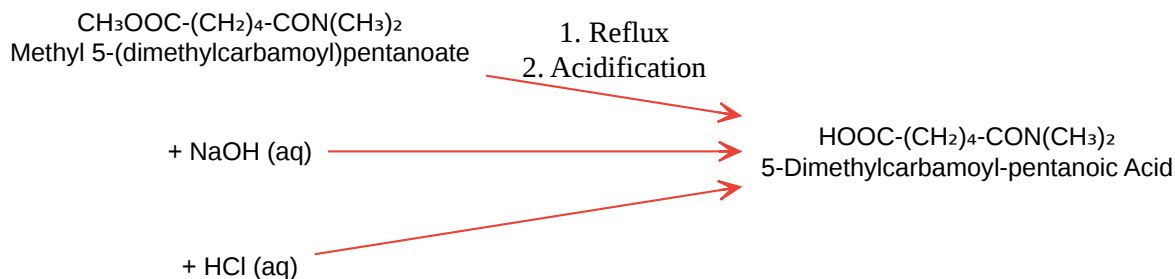 CH₃OOC-(CH₂)₄-CON(CH₃)₂
Methyl 5-(dimethylcarbamoyl)pentanoate
1. Reflux
2. Acidification
+ NaOH (aq)
+ HCl (aq)
HOOC-(CH₂)₄-CON(CH₃)₂
5-Dimethylcarbamoyl-pentanoic Acid